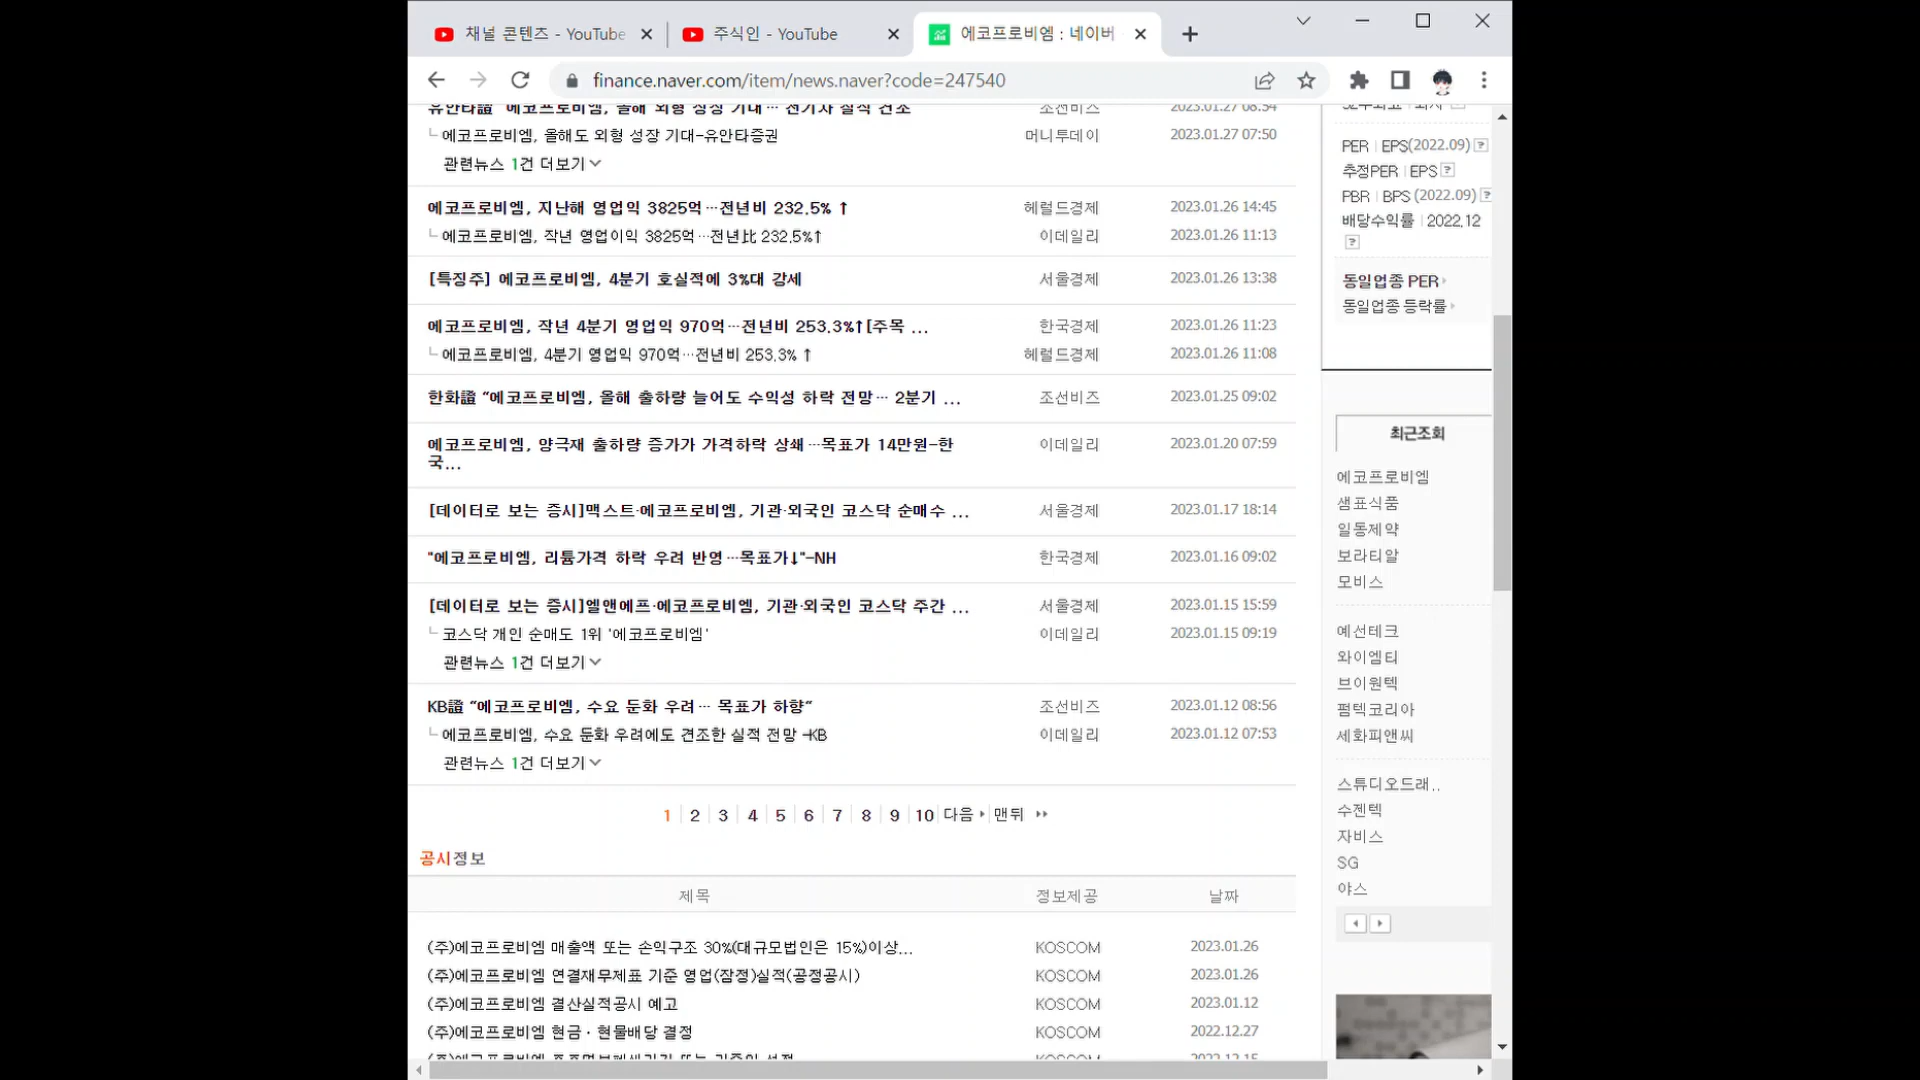 채널 콘텐츠 - YouTube
주식인 - YouTube
에코프로비엠 : 네이버
finance.naver.com/item/news.naver?code=247540
유안타證 "에코프로비엠, 올해 외형 성장 기대… 전기차 실적 견조 조선비즈 2023.01.27 08:54
에코프로비엠, 올해도 외형 성장 기대-유안타증권 머니투데이 2023.01.27 07:50
관련뉴스 1건 더보기
에코프로비엠, 지난해 영업익 3825억…전년비 232.5% ↑ 헤럴드경제 2023.01.26 14:45
에코프로비엠, 작년 영업이익 3825억…전년比 232.5%↑ 이데일리 2023.01.26 11:13
[특징주] 에코프로비엠, 4분기 호실적에 3%대 강세 서울경제 2023.01.26 13:38
에코프로비엠, 작년 4분기 영업익 970억…전년비 253.3%↑[주목 ... 한국경제 2023.01.26 11:23
에코프로비엠, 4분기 영업익 970억…전년비 253.3% ↑ 헤럴드경제 2023.01.26 11:08
한화證 "에코프로비엠, 올해 출하량 늘어도 수익성 하락 전망… 2분기 ... 조선비즈 2023.01.25 09:02
에코프로비엠, 양극재 출하량 증가가 가격하락 상쇄…목표가 14만원-한 이데일리 2023.01.20 07:59
국...
[데이터로 보는 증시]맥스트·에코프로비엠, 기관·외국인 코스닥 순매수 ... 서울경제 2023.01.17 18:14
"에코프로비엠, 리튬가격 하락 우려 반영…목표가↓"-NH 한국경제 2023.01.16 09:02
[데이터로 보는 증시]엘앤에프·에코프로비엠, 기관·외국인 코스닥 주간 ... 서울경제 2023.01.15 15:59
코스닥 개인 순매도 1위 '에코프로비엠' 이데일리 2023.01.15 09:19
관련뉴스 1건 더보기
KB證 "에코프로비엠, 수요 둔화 우려… 목표가 하향" 조선비즈 2023.01.12 08:56
에코프로비엠, 수요 둔화 우려에도 견조한 실적 전망 -KB 이데일리 2023.01.12 07:53
관련뉴스 1건 더보기
1 2 3 4 5 6 7 8 9 10 다음 맨뒤
공시정보
제목 정보제공 날짜
(주)에코프로비엠 매출액 또는 손익구조 30%(대규모법인은 15%)이상... KOSCOM 2023.01.26
(주)에코프로비엠 연결재무제표 기준 영업(잠정)실적(공정공시) KOSCOM 2023.01.26
(주)에코프로비엠 결산실적공시 예고 KOSCOM 2023.01.12
(주)에코프로비엠 현금ㆍ현물배당 결정 KOSCOM 2022.12.27
KOSCOM 2022.12.15
PER | EPS(2022.09) ?
추정PER | EPS ?
PBR | BPS (2022.09) ?
배당수익률 | 2022.12
?
동일업종 PER
동일업종 등락률
최근조회
에코프로비엠
샘표식품
일동제약
보라티알
모비스
예선테크
와이엠티
브이원텍
펌텍코리아
세화피앤씨
스튜디오드래..
수젠텍
자비스
SG
야스